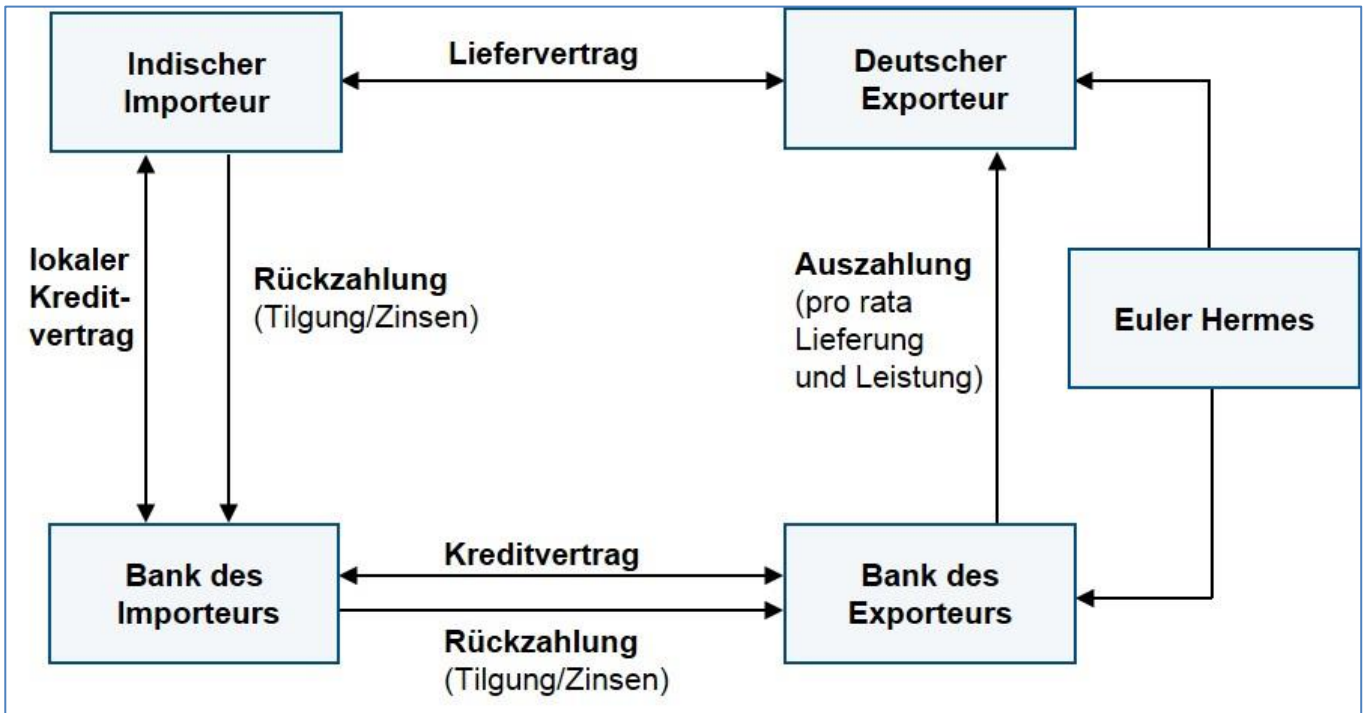 Indischer
Importeur
Liefervertrag
Deutscher
Exporteur
lokaler
Kredit-
vertrag
Rückzahlung
(Tilgung/Zinsen)
Auszahlung
(pro rata
Lieferung
und Leistung)
Euler Hermes
Bank des
Importeurs
Kreditvertrag
Rückzahlung
(Tilgung/Zinsen)
Bank des
Exporteurs